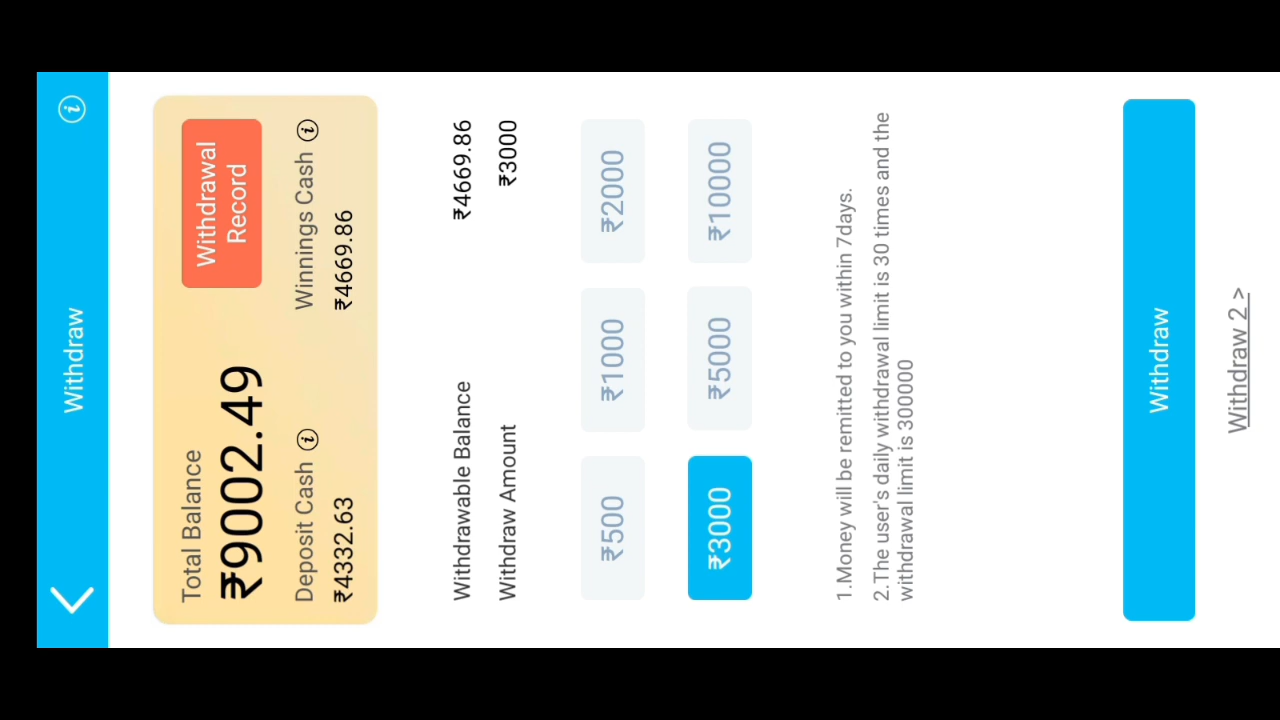 Withdraw
Total Balance
₹9002.49
Withdrawal
Record
Deposit Cash
Winnings Cash
₹4332.63
₹4669.86
Withdrawable Balance ₹4669.86
Withdraw Amount ₹3000
₹500 ₹1000 ₹2000
₹3000 ₹5000 ₹10000
1.Money will be remitted to you within 7days.
2.The user's daily withdrawal limit is 30 times and the
withdrawal limit is 300000
Withdraw
Withdraw 2 >